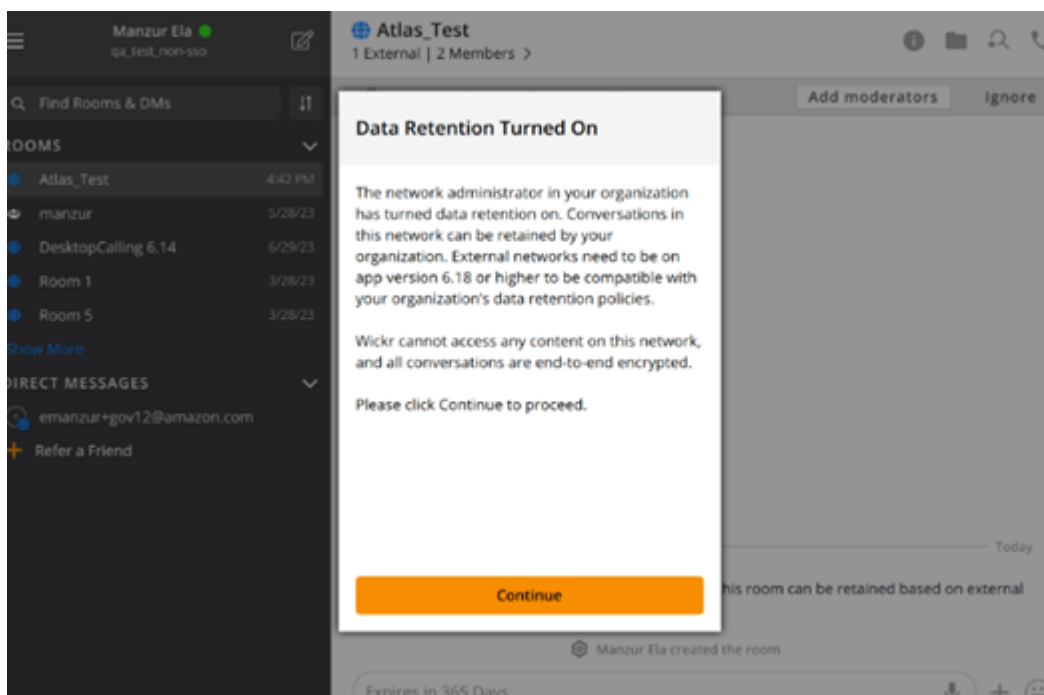 Manzur Ela
qa_test_non-sso
Find Rooms & DMs
ROOMS
Atlas_Test 4:42 PM
manzur 5/28/23
DesktopCalling 6.14 6/29/23
Room 1 3/28/23
Room 5 3/28/23
Show More
DIRECT MESSAGES
emanzur+gov12@amazon.com
Refer a Friend
Atlas_Test
1 External | 2 Members >
Add moderators Ignore
Data Retention Turned On
The network administrator in your organization
has turned data retention on. Conversations in
this network can be retained by your
organization. External networks need to be on
app version 6.18 or higher to be compatible with
your organization's data retention policies.
Wickr cannot access any content on this network,
and all conversations are end-to-end encrypted.
Please click Continue to proceed.
Continue
Today
his room can be retained based on external
Manzur Ela created the room
Expires in 365 Days